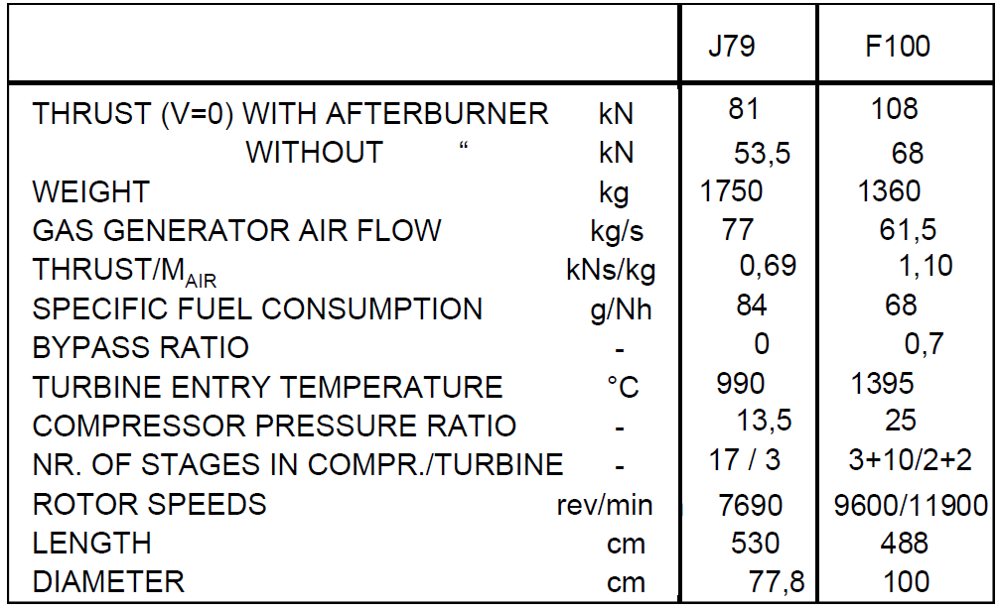 J79 F100
THRUST (V=0) WITH AFTERBURNER kN 81 108
WITHOUT “ kN 53,5 68
WEIGHT kg 1750 1360
GAS GENERATOR AIR FLOW kg/s 77 61,5
THRUST/MAIR kNs/kg 0,69 1,10
SPECIFIC FUEL CONSUMPTION g/Nh 84 68
BYPASS RATIO - 0 0,7
TURBINE ENTRY TEMPERATURE °C 990 1395
COMPRESSOR PRESSURE RATIO - 13,5 25
NR. OF STAGES IN COMPR./TURBINE - 17 / 3 3+10/2+2
ROTOR SPEEDS rev/min 7690 9600/11900
LENGTH cm 530 488
DIAMETER cm 77,8 100